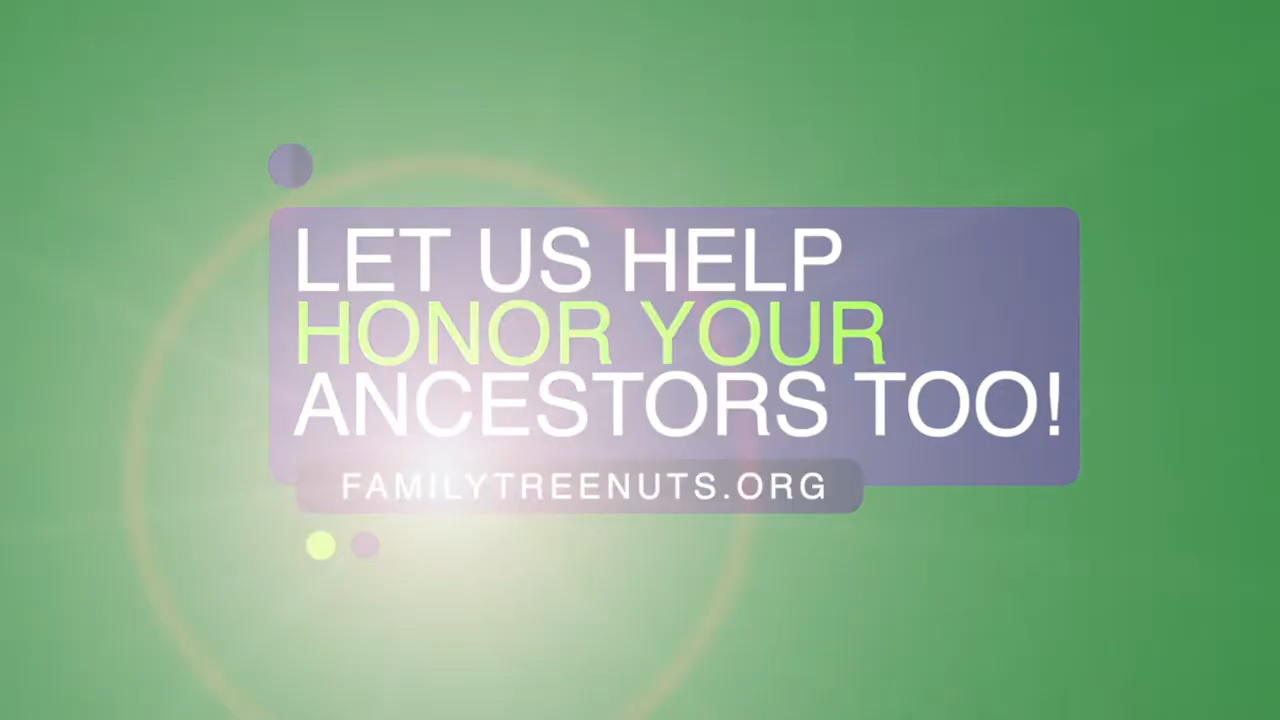 LET US HELP
HONOR YOUR
ANCESTORS TOO!
FAMILYTREENUTS.ORG